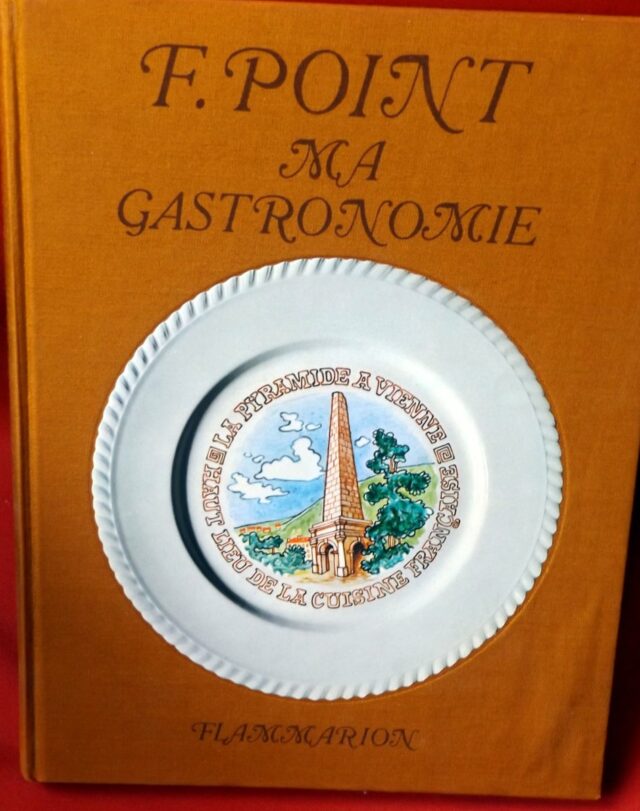 F. POINT
MA
GASTRONOMIE
LA PYRAMIDE A VIENNE
HAUT LIEU DE LA CUISINE FRANÇAISE
FLAMMARION